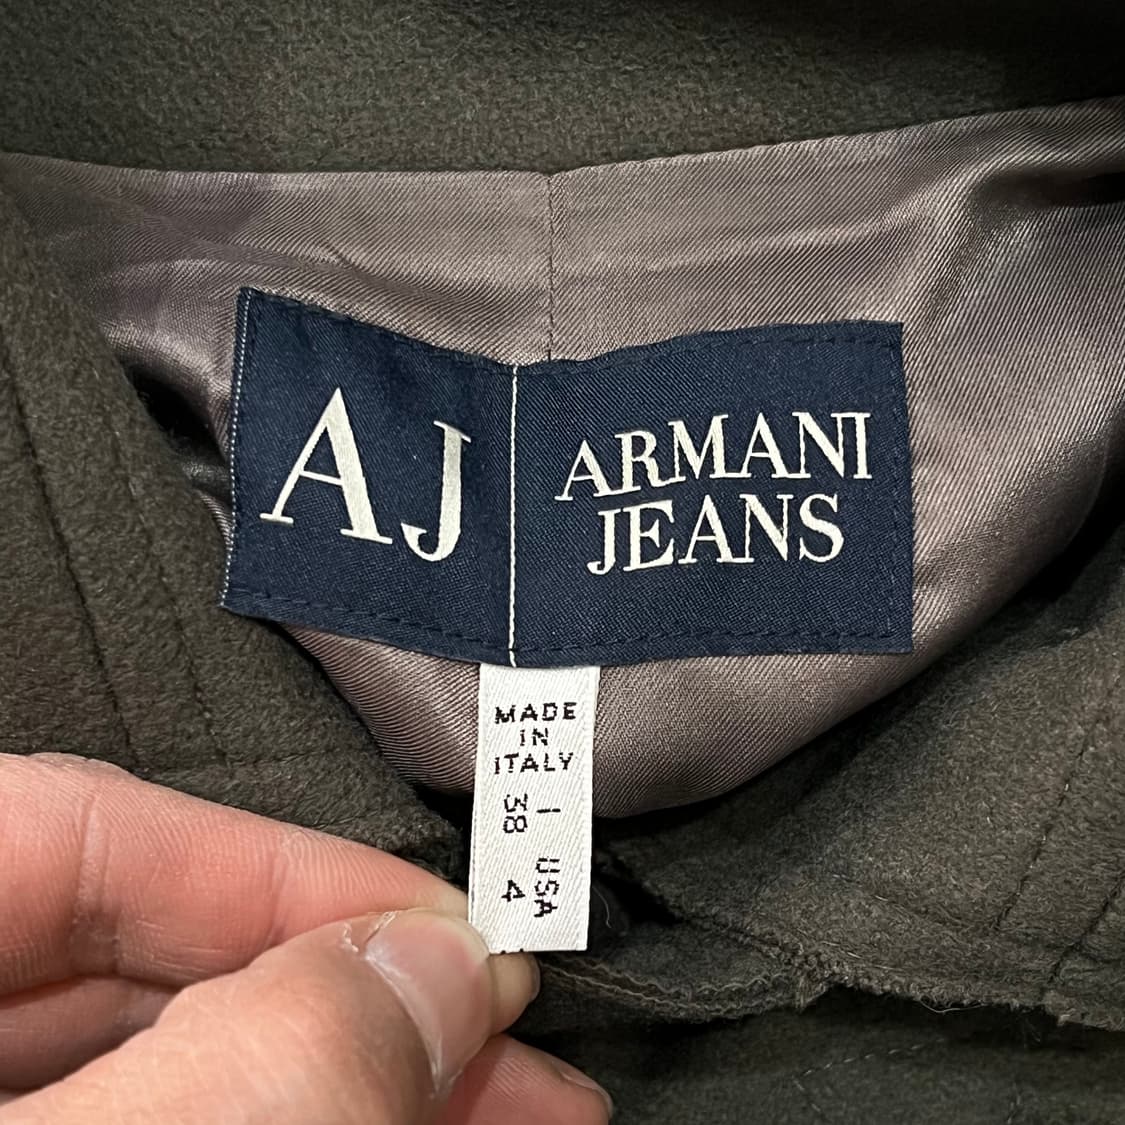 AJ
ARMANI
JEANS
MADE
IN
ITALY
I USA
38 4